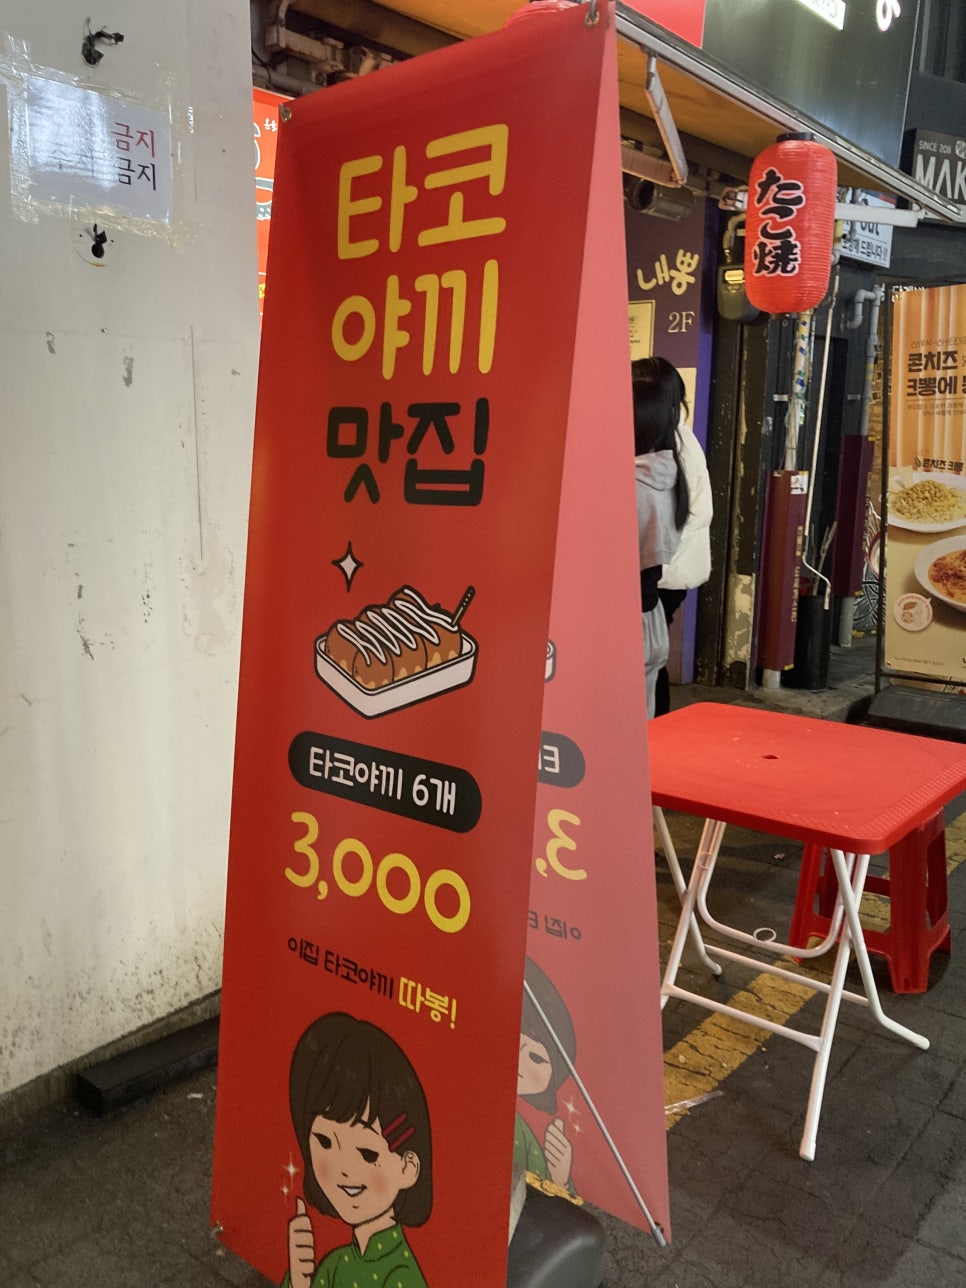 타코
야끼
맛집
타코야끼 6개
3,000
이집 타코야끼 따봉!
금지
금지
たこ焼
내뽕
2F
SINCE 208
MAK
콘치즈
크뽕에